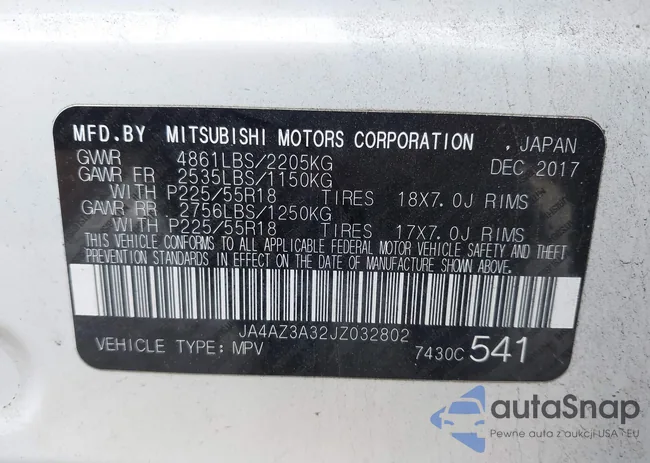 MFD.BY MITSUBISHI MOTORS CORPORATION , JAPAN
GVWR 4861LBS/2205KG DEC 2017
GAWR FR 2535LBS/1150KG
WITH P225/55R18 TIRES 18X7.0J RIMS
GAWR RR 2756LBS/1250KG
WITH P225/55R18 TIRES 17X7.0J RIMS
THIS VEHICLE CONFORMS TO ALL APPLICABLE FEDERAL MOTOR VEHICLE SAFETY AND THEFT
PREVENTION STANDARDS IN EFFECT ON THE DATE OF MANUFACTURE SHOWN ABOVE.
JA4AZ3A32JZ032802
VEHICLE TYPE: MPV 7430C 541
autaSnap
Pewne auta z aukcji USA i EU